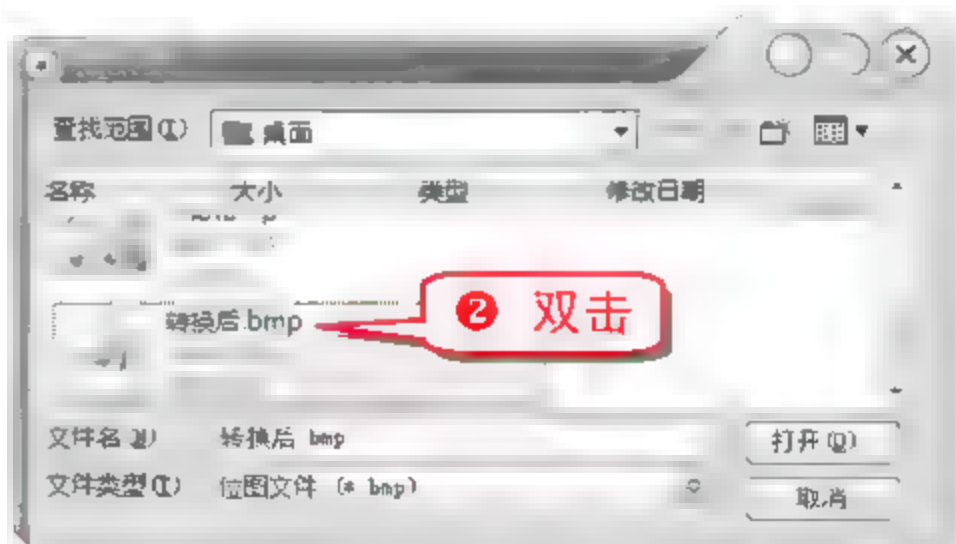 查找范围(I) 桌面
名称 大小 类型 修改日期
转换后.bmp
❷ 双击
文件名(N) 转换后 bmp 打开(O)
文件类型(T) 位图文件 (* bmp) 取消